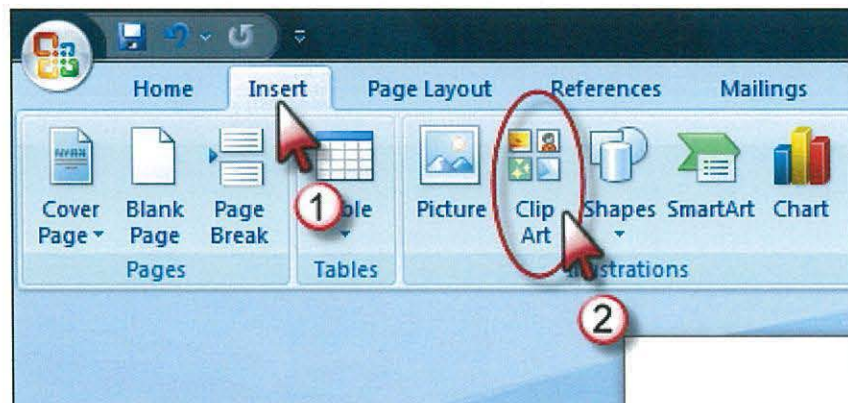 Home Insert Page Layout References Mailings
Cover Page Blank Page Page Break
Picture Clip Art Shapes SmartArt Chart
Pages Tables
1
2